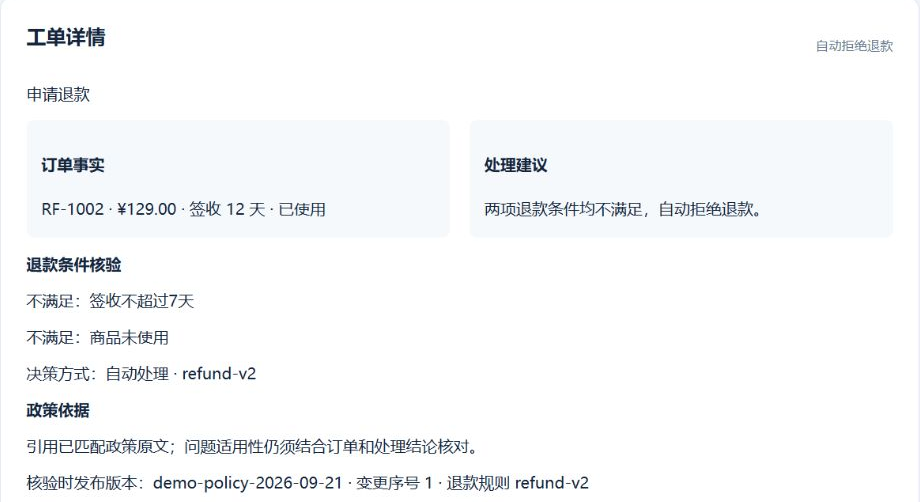 工单详情
自动拒绝退款
申请退款
订单事实
RF-1002 · ¥129.00 · 签收 12 天 · 已使用
处理建议
两项退款条件均不满足，自动拒绝退款。
退款条件核验
不满足：签收不超过7天
不满足：商品未使用
决策方式：自动处理 · refund-v2
政策依据
引用已匹配政策原文；问题适用性仍须结合订单和处理结论核对。
核验时发布版本：demo-policy-2026-09-21 · 变更序号 1 · 退款规则 refund-v2